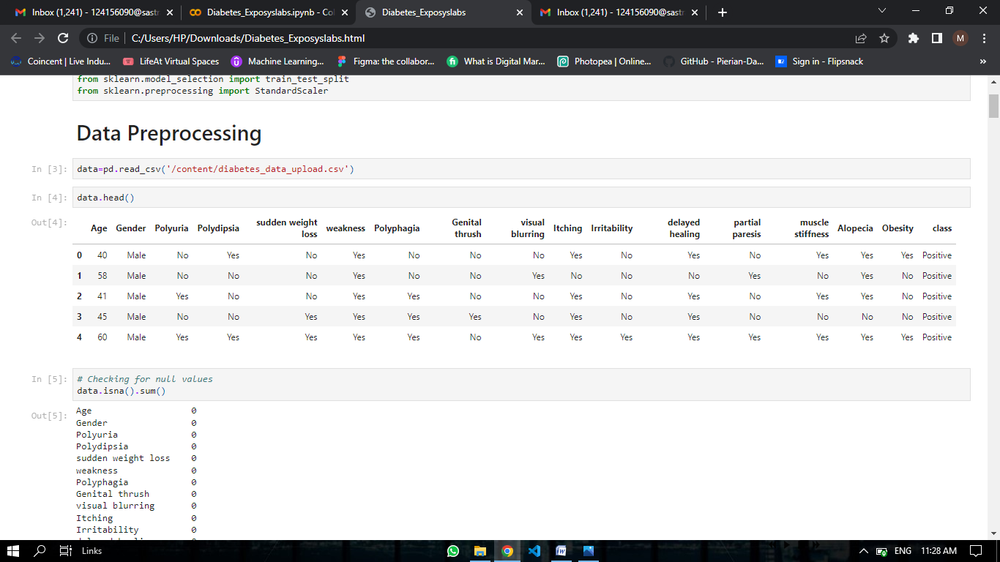 Inbox (1,241) - 124156090@sastr
Diabetes_Exposyslabs.ipynb - Co
Diabetes_Exposyslabs
Inbox (1,241) - 124156090@sastr
File
C:/Users/HP/Downloads/Diabetes_Exposyslabs.html
M
Coincent | Live Indu...
LifeAt Virtual Spaces
Machine Learning...
Figma: the collabor...
What is Digital Mar...
Photopea | Online...
GitHub - Pierian-Da...
Sign in - Flipsnack
from sklearn.model_selection import train_test_split
from sklearn.preprocessing import StandardScaler
Data Preprocessing
In [3]: data=pd.read_csv('/content/diabetes_data_upload.csv')
In [4]: data.head()
Out[4]:
Age Gender Polyuria Polydipsia sudden weight loss weakness Polyphagia Genital thrush visual blurring Itching Irritability delayed healing partial paresis muscle stiffness Alopecia Obesity class
0 40 Male No Yes No Yes No No No Yes No Yes No Yes Yes Yes Positive
1 58 Male No No No Yes No No Yes No No No Yes No Yes No Positive
2 41 Male Yes No No Yes Yes No No Yes No Yes No Yes Yes No Positive
3 45 Male No No Yes Yes Yes Yes No Yes No Yes No No No No Positive
4 60 Male Yes Yes Yes Yes Yes No Yes Yes Yes Yes Yes Yes Yes Yes Positive
In [5]: # Checking for null values
data.isna().sum()
Out[5]:
Age 0
Gender 0
Polyuria 0
Polydipsia 0
sudden weight loss 0
weakness 0
Polyphagia 0
Genital thrush 0
visual blurring 0
Itching 0
Irritability 0
Links
ENG
11:28 AM